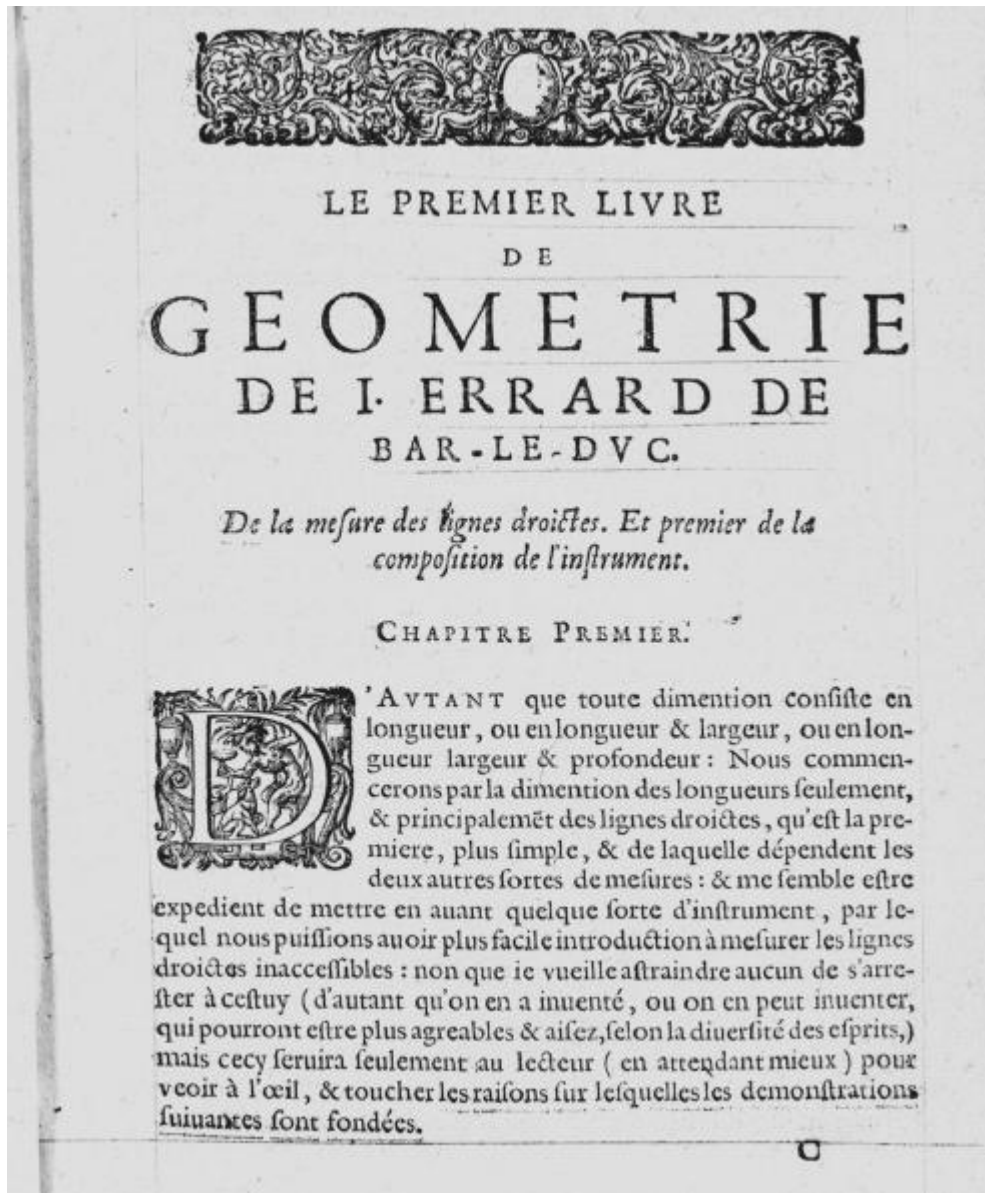 LE PREMIER LIVRE
DE
GEOMETRIE
DE I. ERRARD DE
BAR-LE-DVC.
De la meſure des lignes droictes. Et premier de la
compoſition de l'inſtrument.
CHAPITRE PREMIER.
D'AVTANT que toute dimention conſiſte en
longueur, ou en longueur & largeur, ou en lon-
gueur largeur & profondeur: Nous commen-
cerons par la dimention des longueurs ſeulement,
& principalemẽt des lignes droictes, qu'eſt la pre-
miere, plus ſimple, & de laquelle dépendent les
deux autres ſortes de meſures: & me ſemble eſtre
expedient de mettre en auant quelque ſorte d'inſtrument, par le-
quel nous puiſſions auoir plus facile introduction à meſurer les lignes
droictes inacceſſibles: non que ie vueille aſtraindre aucun de s'arre-
ſter à ceſtuy (d'autant qu'on en a inuenté, ou on en peut inuenter,
qui pourront eſtre plus agreables & aiſez, ſelon la diuerſité des eſprits,)
mais cecy ſeruira ſeulement au lecteur (en attendant mieux) pour
veoir à l'œil, & toucher les raiſons ſur leſquelles les demonſtrations
ſuiuantes ſont fondées.
C